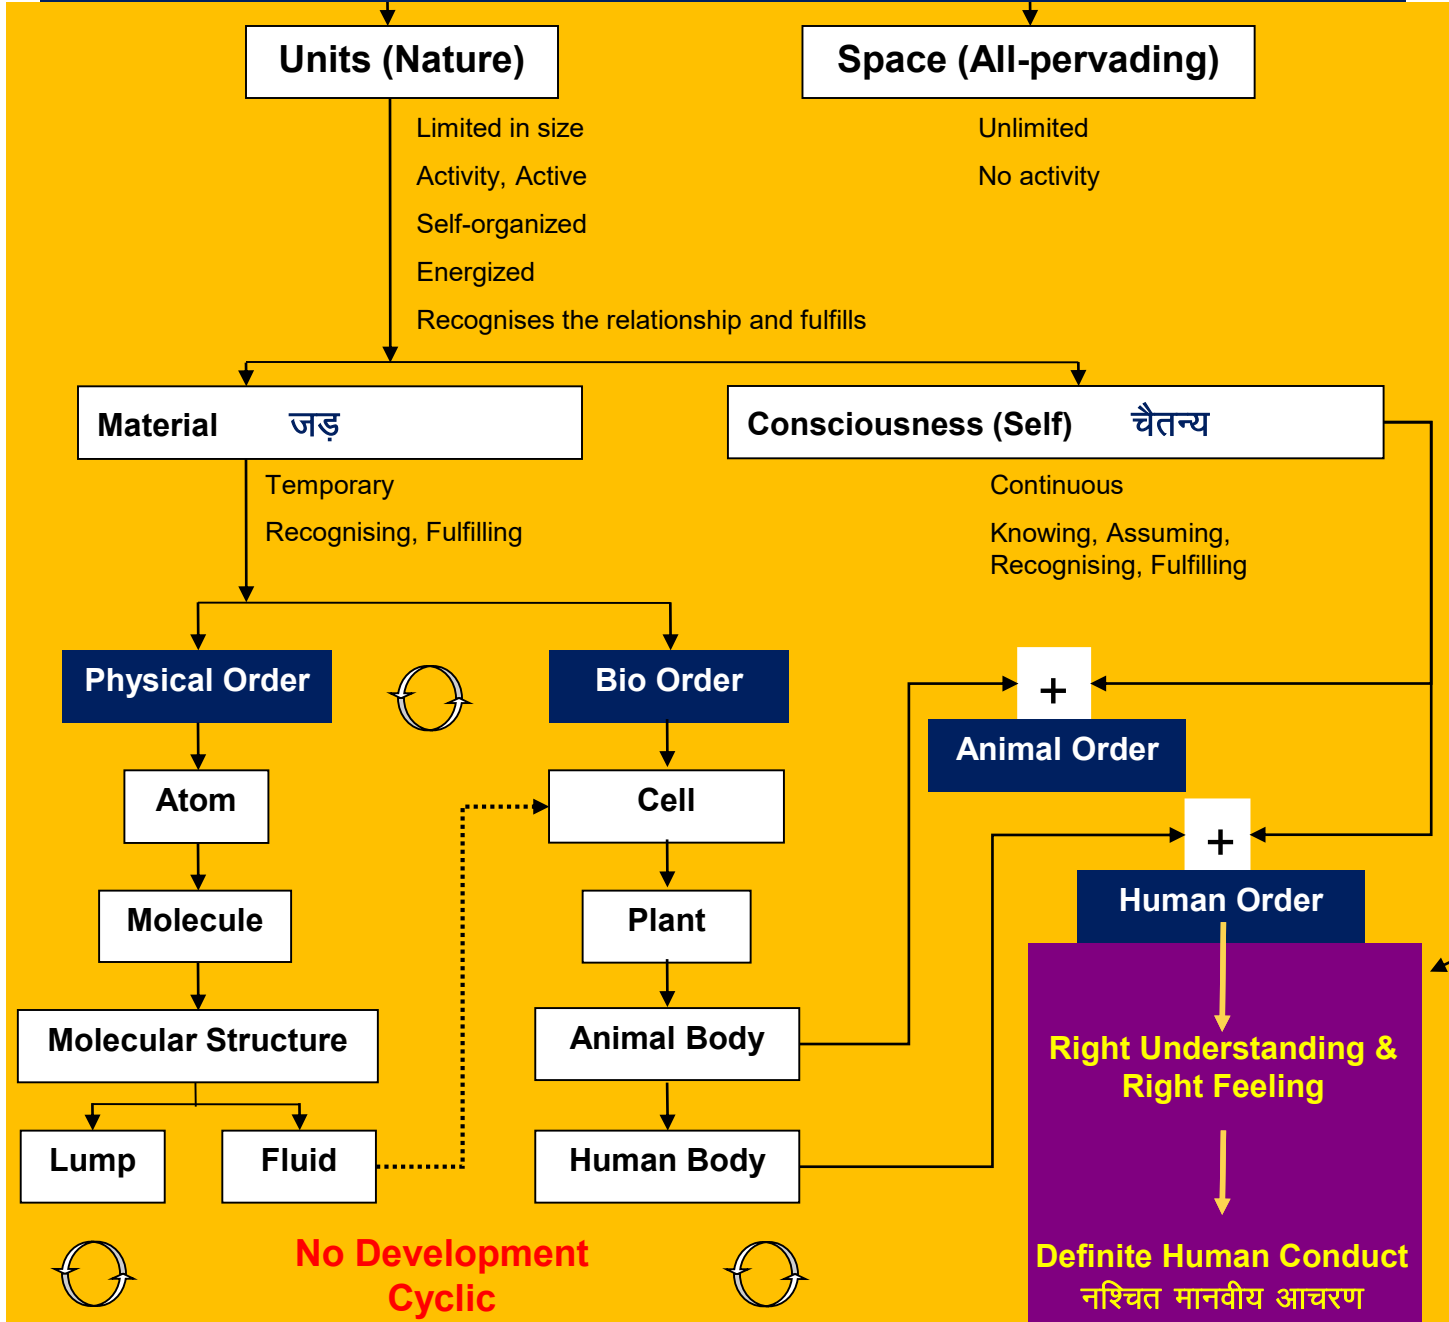 Units (Nature)
Space (All-pervading)
Limited in size
Activity, Active
Self-organized
Energized
Recognises the relationship and fulfills
Unlimited
No activity
Material जड़
Consciousness (Self) चैतन्य
Temporary
Recognising, Fulfilling
Continuous
Knowing, Assuming,
Recognising, Fulfilling
Physical Order
Bio Order
+
Animal Order
Atom
Cell
+
Human Order
Molecule
Plant
Molecular Structure
Animal Body
Right Understanding &
Right Feeling
Lump
Fluid
Human Body
No Development
Cyclic
Definite Human Conduct
निश्चित मानवीय आचरण